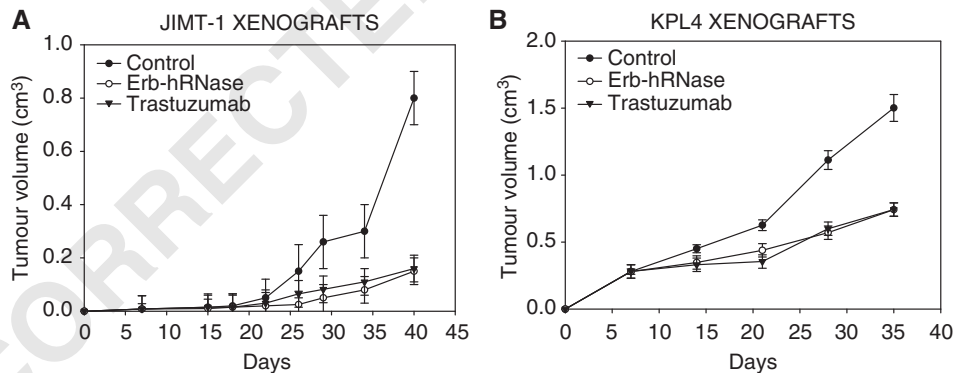 A
JIMT-1 XENOGRAFTS
Tumour volume (cm³)
1.0
0.8
0.6
0.4
0.2
0.0
Control
Erb-hRNase
Trastuzumab
0 5 10 15 20 25 30 35 40 45
Days
B
KPL4 XENOGRAFTS
Tumour volume (cm³)
2.0
1.5
1.0
0.5
0.0
Control
Erb-hRNase
Trastuzumab
0 5 10 15 20 25 30 35 40
Days
CORRECTE